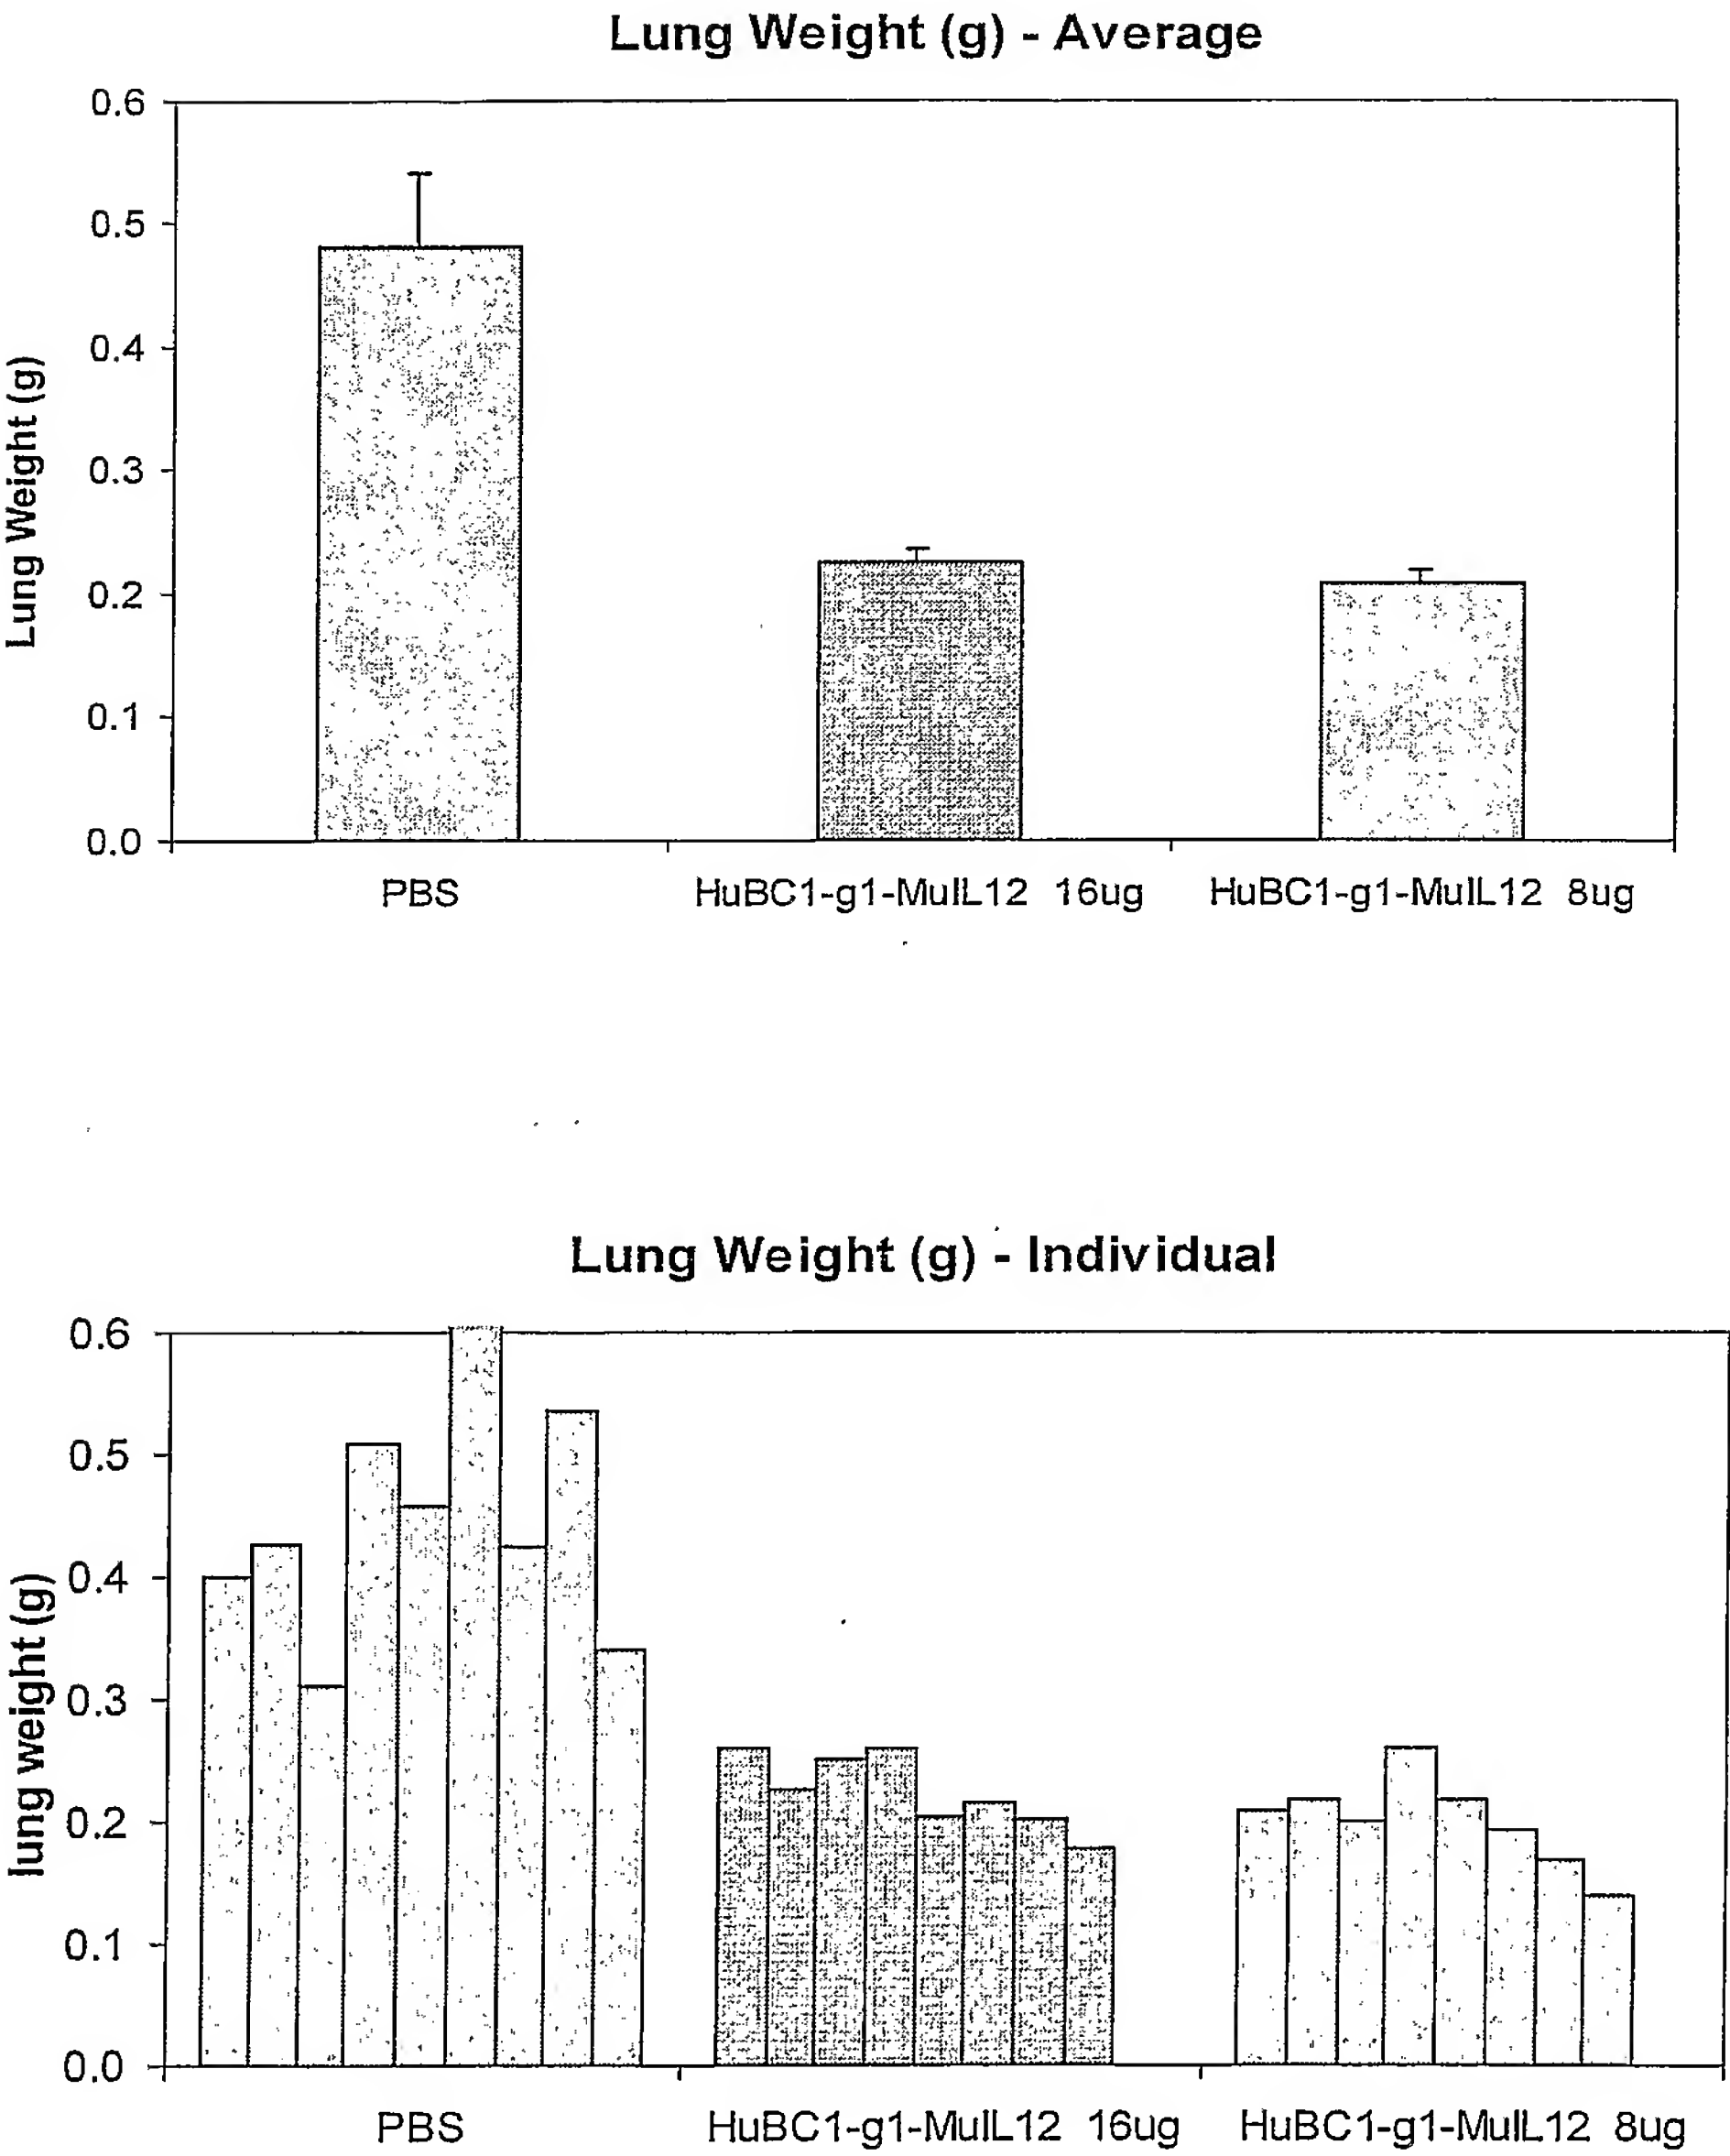 Lung Weight (g) - Average
Lung Weight (g)
0.6
0.5
0.4
0.3
0.2
0.1
0.0
PBS
HuBC1-g1-MuIL12 16ug
HuBC1-g1-MuIL12 8ug
Lung Weight (g) - Individual
lung weight (g)
0.6
0.5
0.4
0.3
0.2
0.1
0.0
PBS
HuBC1-g1-MuIL12 16ug
HuBC1-g1-MuIL12 8ug